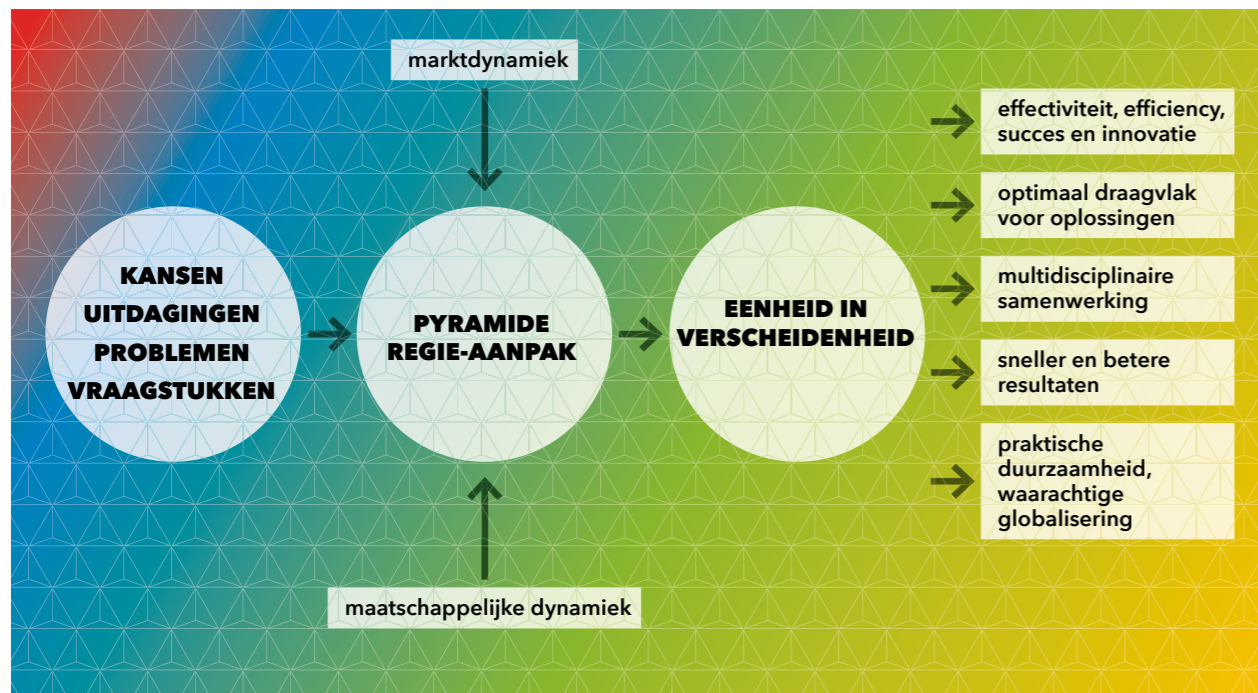 marktdynamiek
KANSEN
UITDAGINGEN
PROBLEMEN
VRAAGSTUKKEN
PYRAMIDE
REGIE-AANPAK
EENHEID IN
VERSCHEIDENHEID
maatschappelijke dynamiek
effectiviteit, efficiency,
succes en innovatie
optimaal draagvlak
voor oplossingen
multidisciplinaire
samenwerking
sneller en betere
resultaten
praktische
duurzaamheid,
waarachtige
globalisering